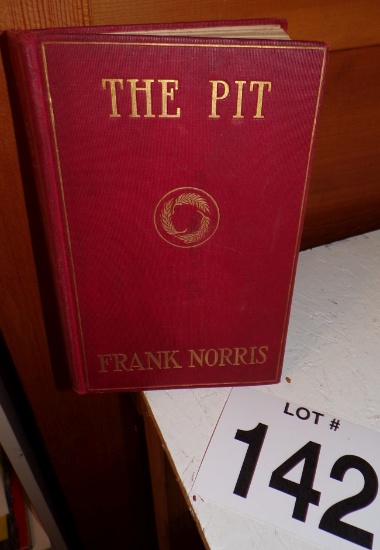 THE PIT
FRANK NORRIS
LOT #
142